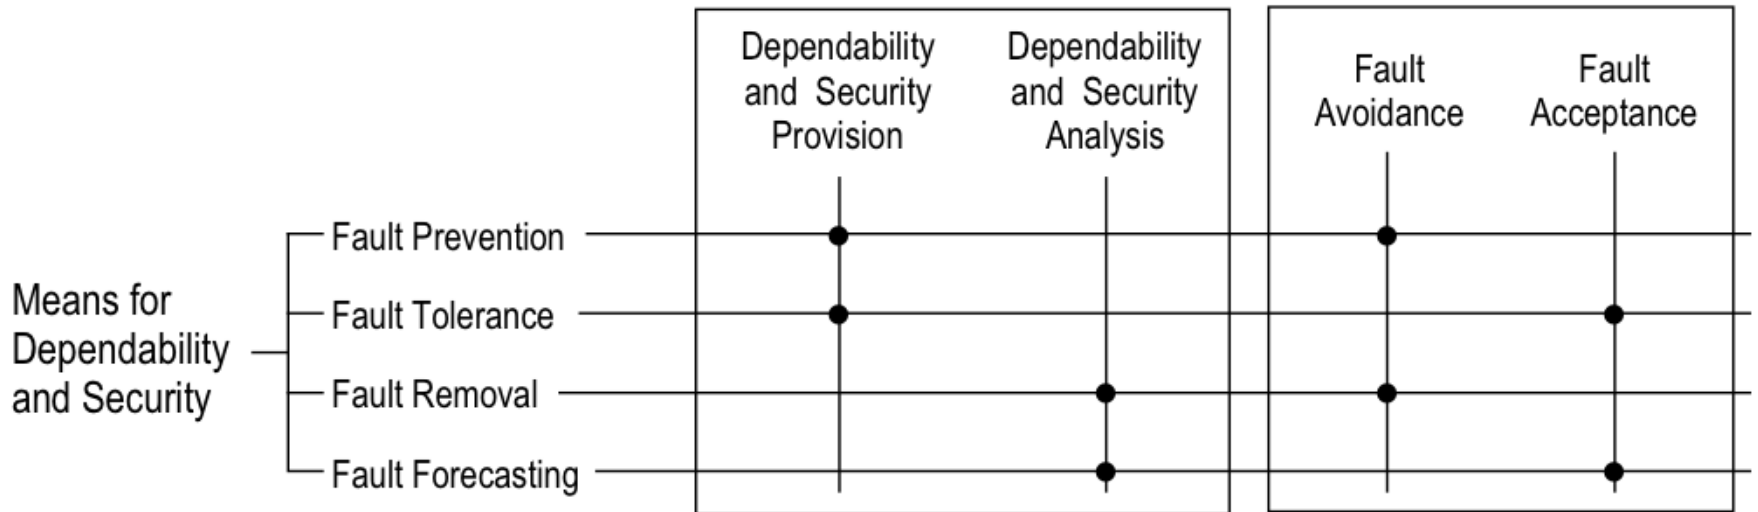 Dependability
and Security
Provision
Dependability
and Security
Analysis
Fault
Avoidance
Fault
Acceptance
Means for
Dependability
and Security
Fault Prevention
Fault Tolerance
Fault Removal
Fault Forecasting